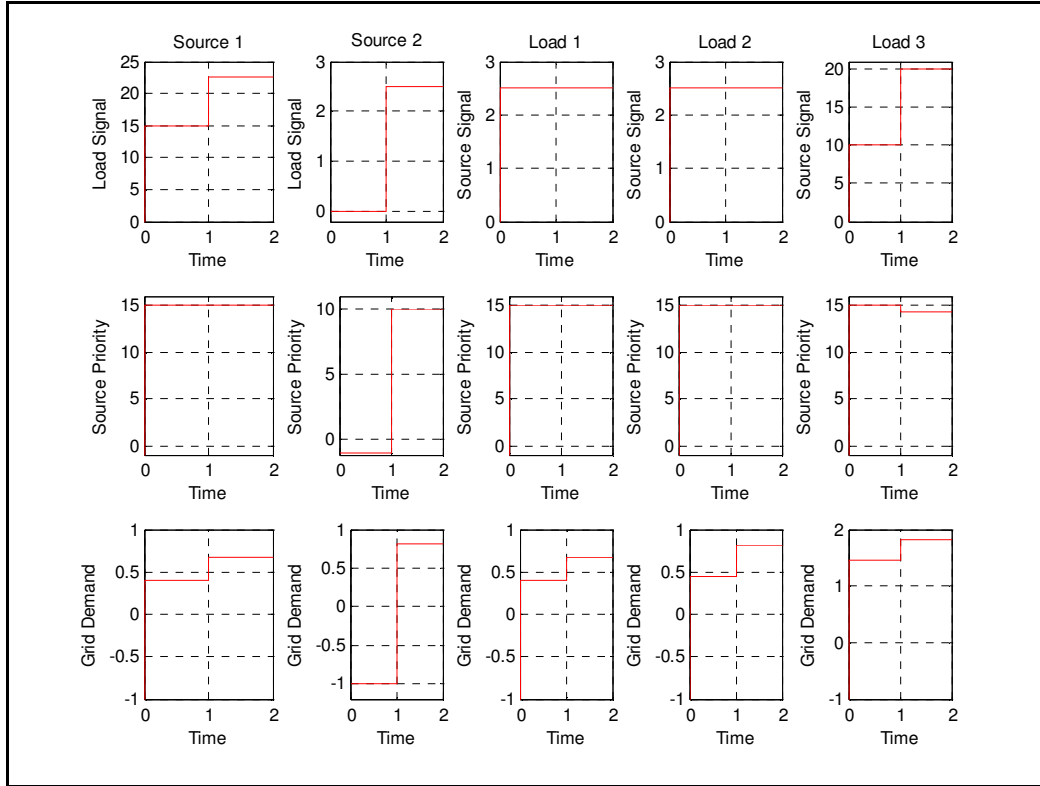 Source 1 Source 2 Load 1 Load 2 Load 3
Load Signal
25
20
15
10
5
0
0 1 2
Time
Load Signal
3
2
1
0
0 1 2
Time
Source Signal
3
2
1
0
0 1 2
Time
Source Signal
3
2
1
0
0 1 2
Time
Source Signal
20
15
10
5
0
0 1 2
Time
Source Priority
15
10
5
0
0 1 2
Time
Source Priority
10
5
0
0 1 2
Time
Source Priority
15
10
5
0
0 1 2
Time
Source Priority
15
10
5
0
0 1 2
Time
Source Priority
15
10
5
0
0 1 2
Time
Grid Demand
1
0.5
0
-0.5
-1
0 1 2
Time
Grid Demand
1
0.5
0
-0.5
-1
0 1 2
Time
Grid Demand
1
0.5
0
-0.5
-1
0 1 2
Time
Grid Demand
1
0.5
0
-0.5
-1
0 1 2
Time
Grid Demand
2
1
0
-1
0 1 2
Time